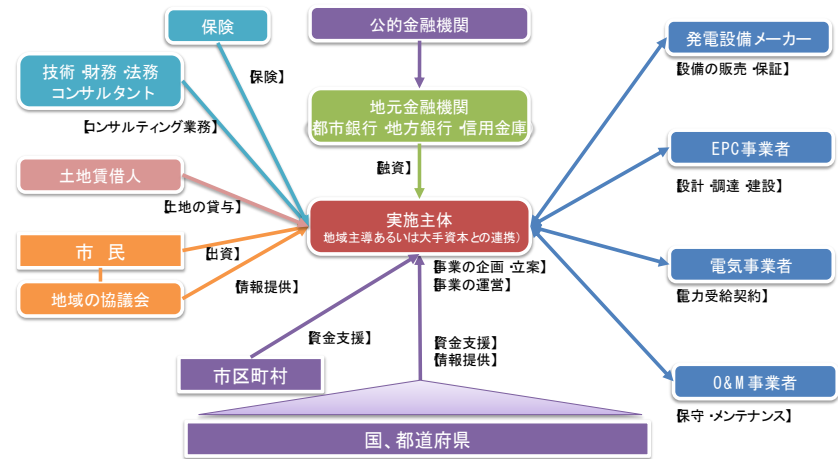 保険
公的金融機関
発電設備メーカー
【設備の販売・保証】
技術・財務・法務
コンサルタント
【保険】
地元金融機関
都市銀行・地方銀行・信用金庫
【コンサルティング業務】
EPC事業者
【融資】
【設計・調達・建設】
土地賃借人
【土地の貸与】
実施主体
地域主導あるいは大手資本との連携)
市 民
【出資】
【事業の企画・立案】
【事業の運営】
電気事業者
【電力受給契約】
地域の協議会
【情報提供】
【資金支援】
【資金支援】
【情報提供】
市区町村
O&M事業者
【保守・メンテナンス】
国、都道府県